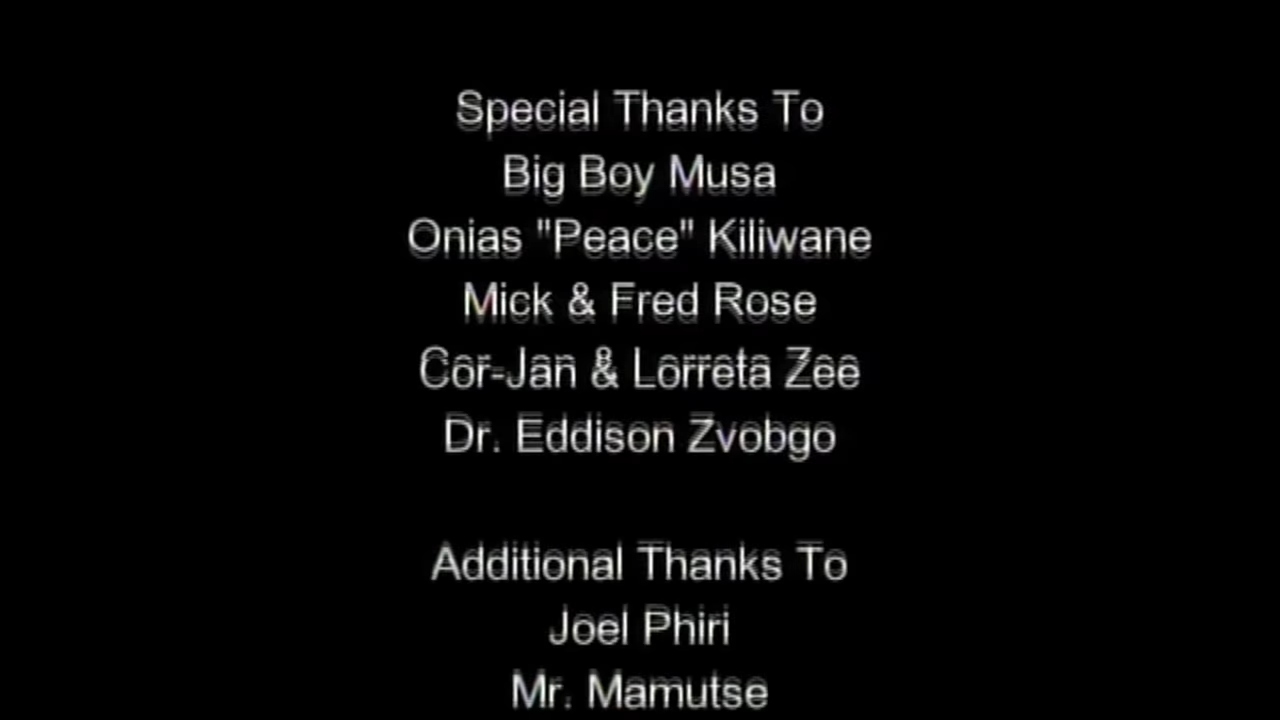 Special Thanks To
Big Boy Musa
Onias "Peace" Kiliwane
Mick & Fred Rose
Cor-Jan & Lorreta Zee
Dr. Eddison Zvobgo
Additional Thanks To
Joel Phiri
Mr. Mamutse